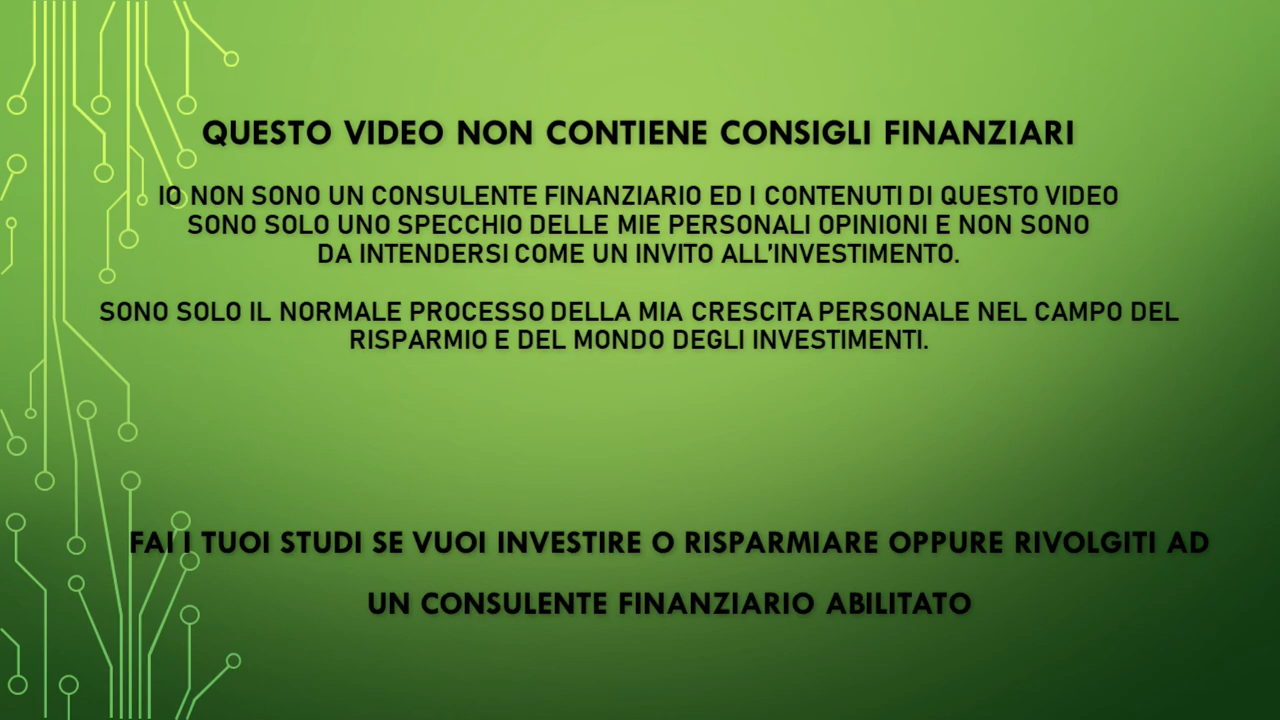 QUESTO VIDEO NON CONTIENE CONSIGLI FINANZIARI
IO NON SONO UN CONSULENTE FINANZIARIO ED I CONTENUTI DI QUESTO VIDEO
SONO SOLO UNO SPECCHIO DELLE MIE PERSONALI OPINIONI E NON SONO
DA INTENDERSI COME UN INVITO ALL'INVESTIMENTO.
SONO SOLO IL NORMALE PROCESSO DELLA MIA CRESCITA PERSONALE NEL CAMPO DEL
RISPARMIO E DEL MONDO DEGLI INVESTIMENTI.
FAI I TUOI STUDI SE VUOI INVESTIRE O RISPARMIARE OPPURE RIVOLGITI AD
UN CONSULENTE FINANZIARIO ABILITATO